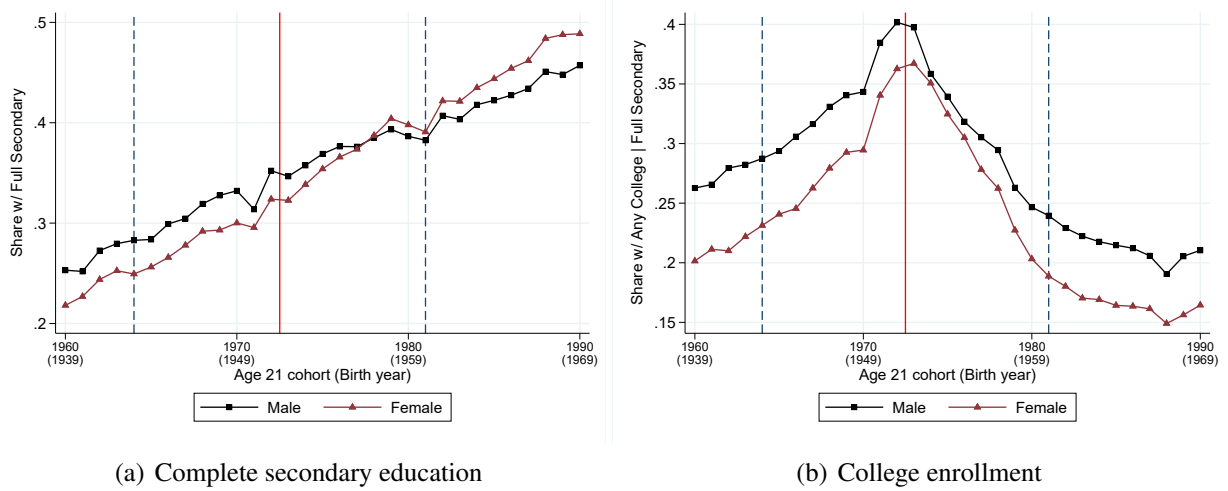 Share w/ Full Secondary
.5
.4
.3
.2
1960 1970 1980 1990
(1939) (1949) (1959) (1969)
Age 21 cohort (Birth year)
Male Female
(a) Complete secondary education
Share w/ Any College | Full Secondary
.4
.35
.3
.25
.2
.15
1960 1970 1980 1990
(1939) (1949) (1959) (1969)
Age 21 cohort (Birth year)
Male Female
(b) College enrollment